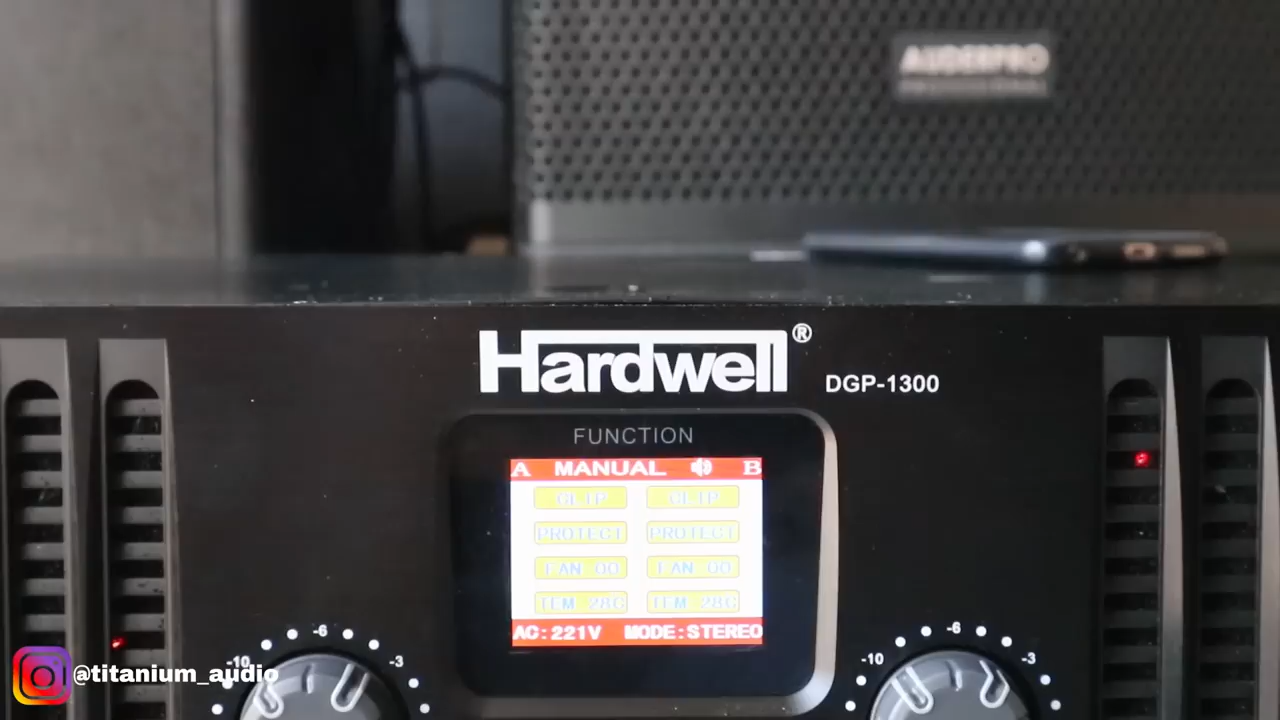 AUDERPRO
Hardwell®
DGP-1300
FUNCTION
A MANUAL B
CLIP CLIP
PROTECT PROTECT
FAN 00 FAN 00
TEM 28C TEM 28C
AC:221V MODE:STEREO
-10 -6 -3
-10 -6 -3
@titanium_audio